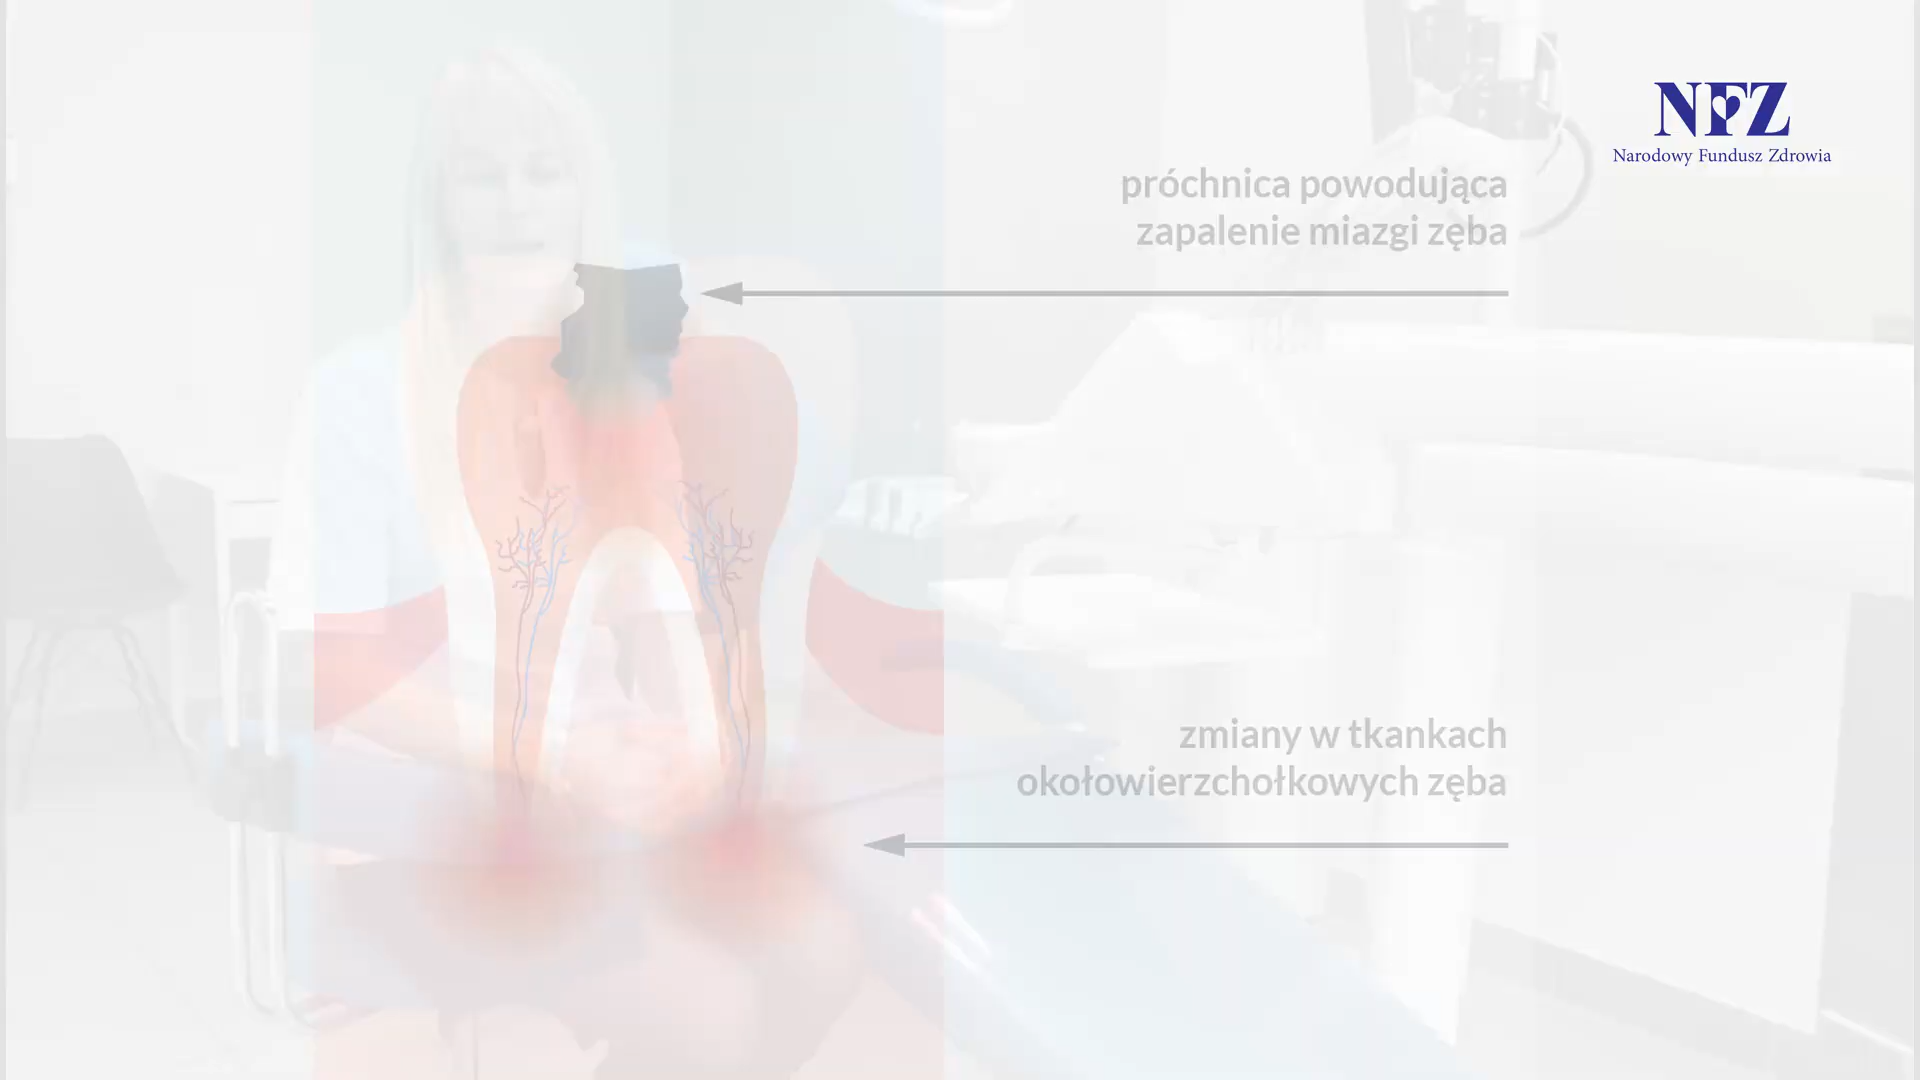 NFZ
Narodowy Fundusz Zdrowia
próchnica powodująca
zapalenie miazgi zęba
zmiany w tkankach
okołowierzchołkowych zęba